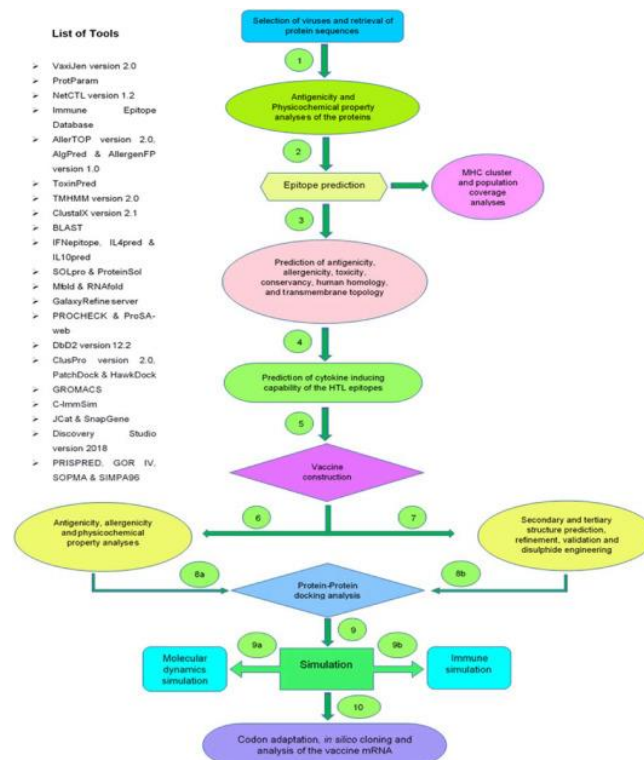 List of Tools
➢ VaxiJen version 2.0
➢ ProtParam
➢ NetCTL version 1.2
➢ Immune Epitope
Database
➢ AllerTOP version 2.0,
AlgPred & AllergenFP
version 1.0
➢ ToxinPred
➢ TMHMM version 2.0
➢ ClustalX version 2.1
➢ BLAST
➢ IFNepitope, IL4pred &
IL10pred
➢ SOLpro & ProteinSol
➢ Mfold & RNAfold
➢ GalaxyRefine server
➢ PROCHECK & ProSA-
web
➢ DbD2 version 12.2
➢ ClusPro version 2.0,
PatchDock & HawkDock
➢ GROMACS
➢ C-ImmSim
➢ JCat & SnapGene
➢ Discovery Studio
version 2018
➢ PRISPRED, GOR IV,
SOPMA & SIMPA96
Selection of viruses and retrieval of
protein sequences
1
Antigenicity and
Physicochemical property
analyses of the proteins
2
Epitope prediction
MHC cluster
and population
coverage
analyses
3
Prediction of antigenicity,
allergenicity, toxicity,
conservancy, human homology,
and transmembrane topology
4
Prediction of cytokine inducing
capability of the HTL epitopes
5
Vaccine
construction
6
7
Antigenicity, allergenicity
and physicochemical
property analyses
Secondary and tertiary
structure prediction,
refinement, validation and
disulphide engineering
8a
8b
Protein-Protein
docking analysis
9
9a
9b
Molecular
dynamics
simulation
Simulation
Immune
simulation
10
Codon adaptation, in silico cloning and
analysis of the vaccine mRNA